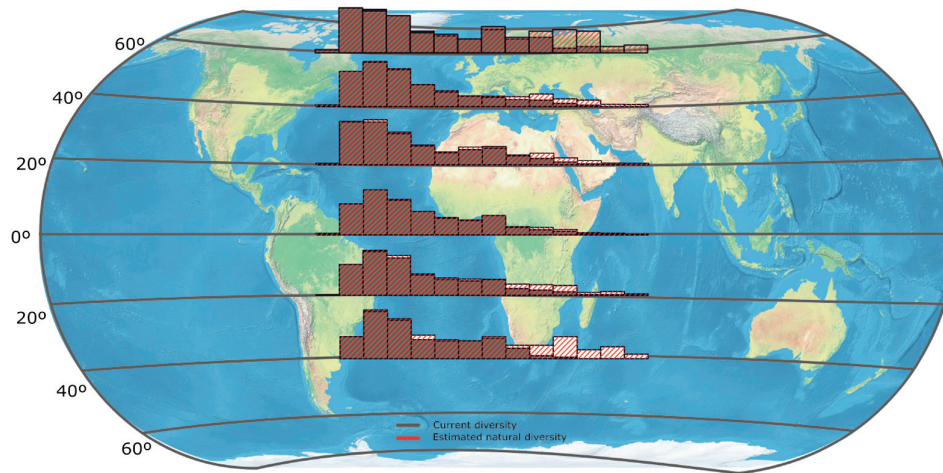 60º
40º
20º
0º
20º
40º
60º
Current diversity
Estimated natural diversity